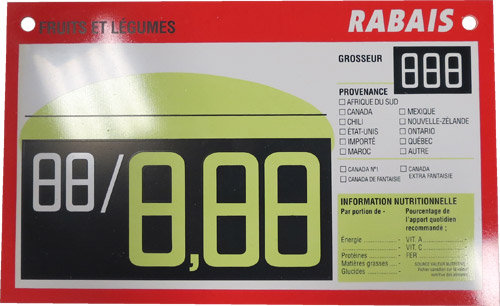 FRUITS ET LÉGUMES
RABAIS
GROSSEUR
888
PROVENANCE
AFRIQUE DU SUD
CANADA
MEXIQUE
CHILI
NOUVELLE-ZÉLANDE
ÉTAT-UNIS
ONTARIO
IMPORTÉ
QUÉBEC
MAROC
AUTRE
CANADA Nº1
CANADA EXTRA FANTAISIE
CANADA DE FANTAISIE
88/8,88
INFORMATION NUTRITIONNELLE
Par portion de -
Pourcentage de
l'apport quotidien
recommandé ;
Énergie
VIT. A
VIT. C
Protéines
FER
Matières grasses
Glucides